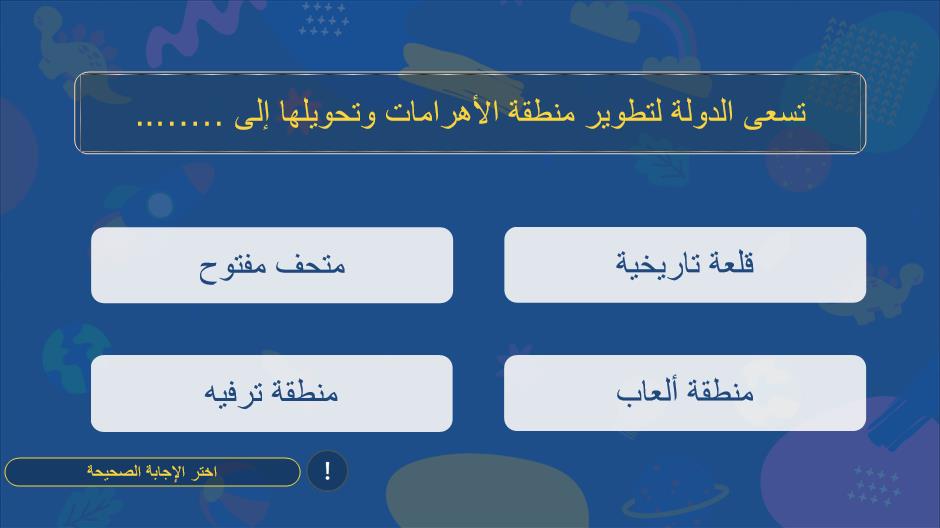 تسعى الدولة لتطوير منطقة الأهرامات وتحويلها إلى ........
قلعة تاريخية
متحف مفتوح
منطقة ألعاب
منطقة ترفيه
!
اختر الإجابة الصحيحة